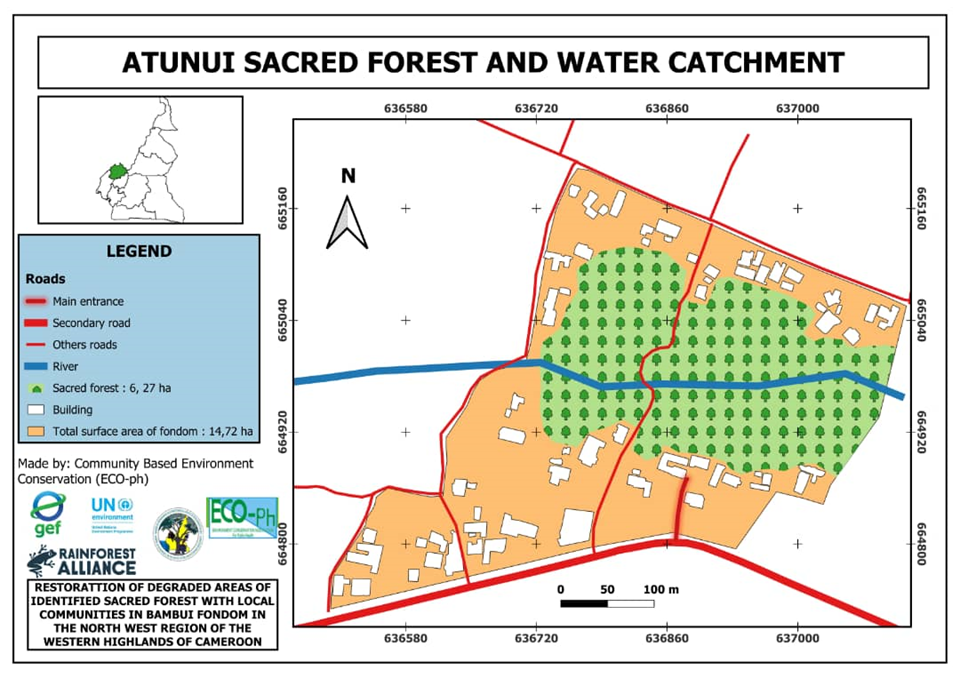 ATUNUI SACRED FOREST AND WATER CATCHMENT
636580 636720 636860 637000
665160 665160
N
LEGEND
Roads
Main entrance
Secondary road
Others roads
River
Sacred forest : 6, 27 ha
Building
Total surface area of fondom : 14,72 ha
665040 665040
664920 664920
664800 664800
Made by: Community Based Environment
Conservation (ECO-ph)
gef
UN
environment
United Nations
Environment Programme
ECO-Ph
RAINFOREST
ALLIANCE
RESTORATTION OF DEGRADED AREAS OF
IDENTIFIED SACRED FOREST WITH LOCAL
COMMUNITIES IN BAMBUI FONDOM IN
THE NORTH WEST REGION OF THE
WESTERN HIGHLANDS OF CAMEROON
0 50 100 m
636580 636720 636860 637000